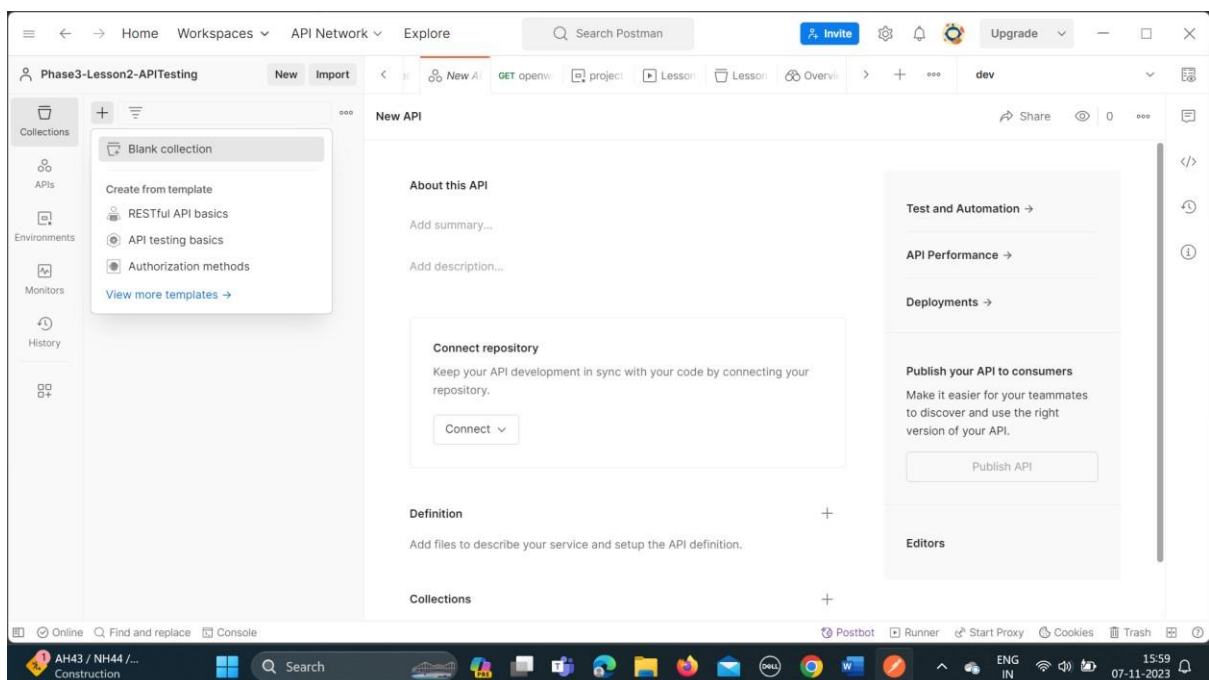 Home Workspaces API Network Explore Search Postman Invite Upgrade
Phase3-Lesson2-APITesting New Import New A GET openw project Lesson Lesson Overvi dev
Collections
APIs
Environments
Monitors
History
Blank collection
Create from template
RESTful API basics
API testing basics
Authorization methods
View more templates →
New API Share 0
About this API
Add summary...
Add description...
Connect repository
Keep your API development in sync with your code by connecting your
repository.
Connect
Definition
Add files to describe your service and setup the API definition.
Collections
Test and Automation →
API Performance →
Deployments →
Publish your API to consumers
Make it easier for your teammates
to discover and use the right
version of your API.
Publish API
Editors
Online Find and replace Console Postbot Runner Start Proxy Cookies Trash
1 AH43 / NH44 /... Search PRE DELL W ENG 15:59
Construction IN 07-11-2023